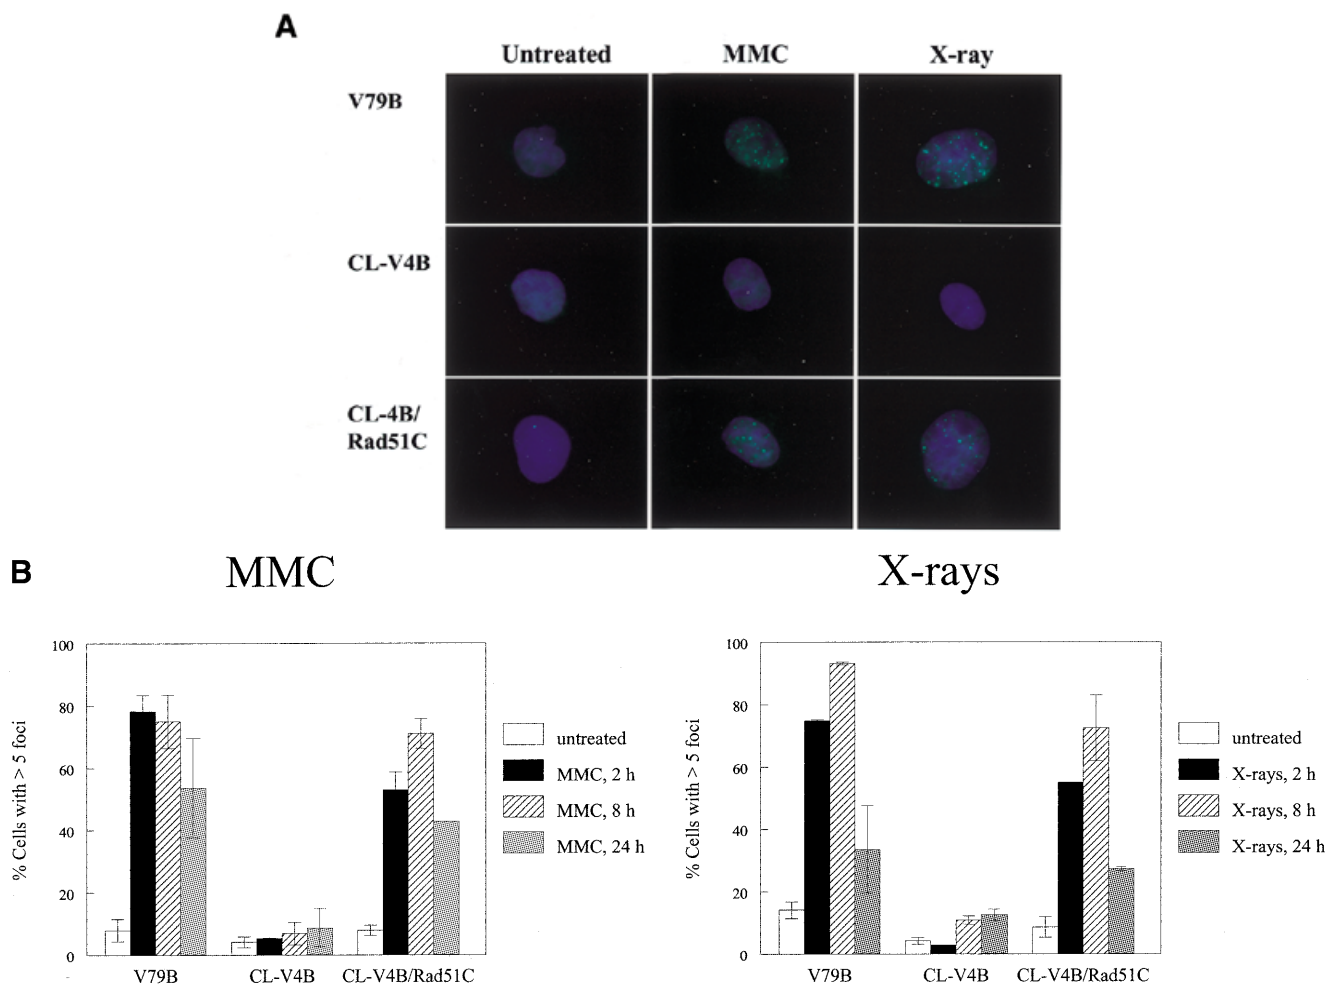 A
Untreated MMC X-ray
V79B
CL-V4B
CL-4B/
Rad51C
B
MMC
% Cells with > 5 foci
100
80
60
40
20
0
V79B CL-V4B CL-V4B/Rad51C
untreated
MMC, 2 h
MMC, 8 h
MMC, 24 h
X-rays
% Cells with > 5 foci
100
80
60
40
20
0
V79B CL-V4B CL-V4B/Rad51C
untreated
X-rays, 2 h
X-rays, 8 h
X-rays, 24 h